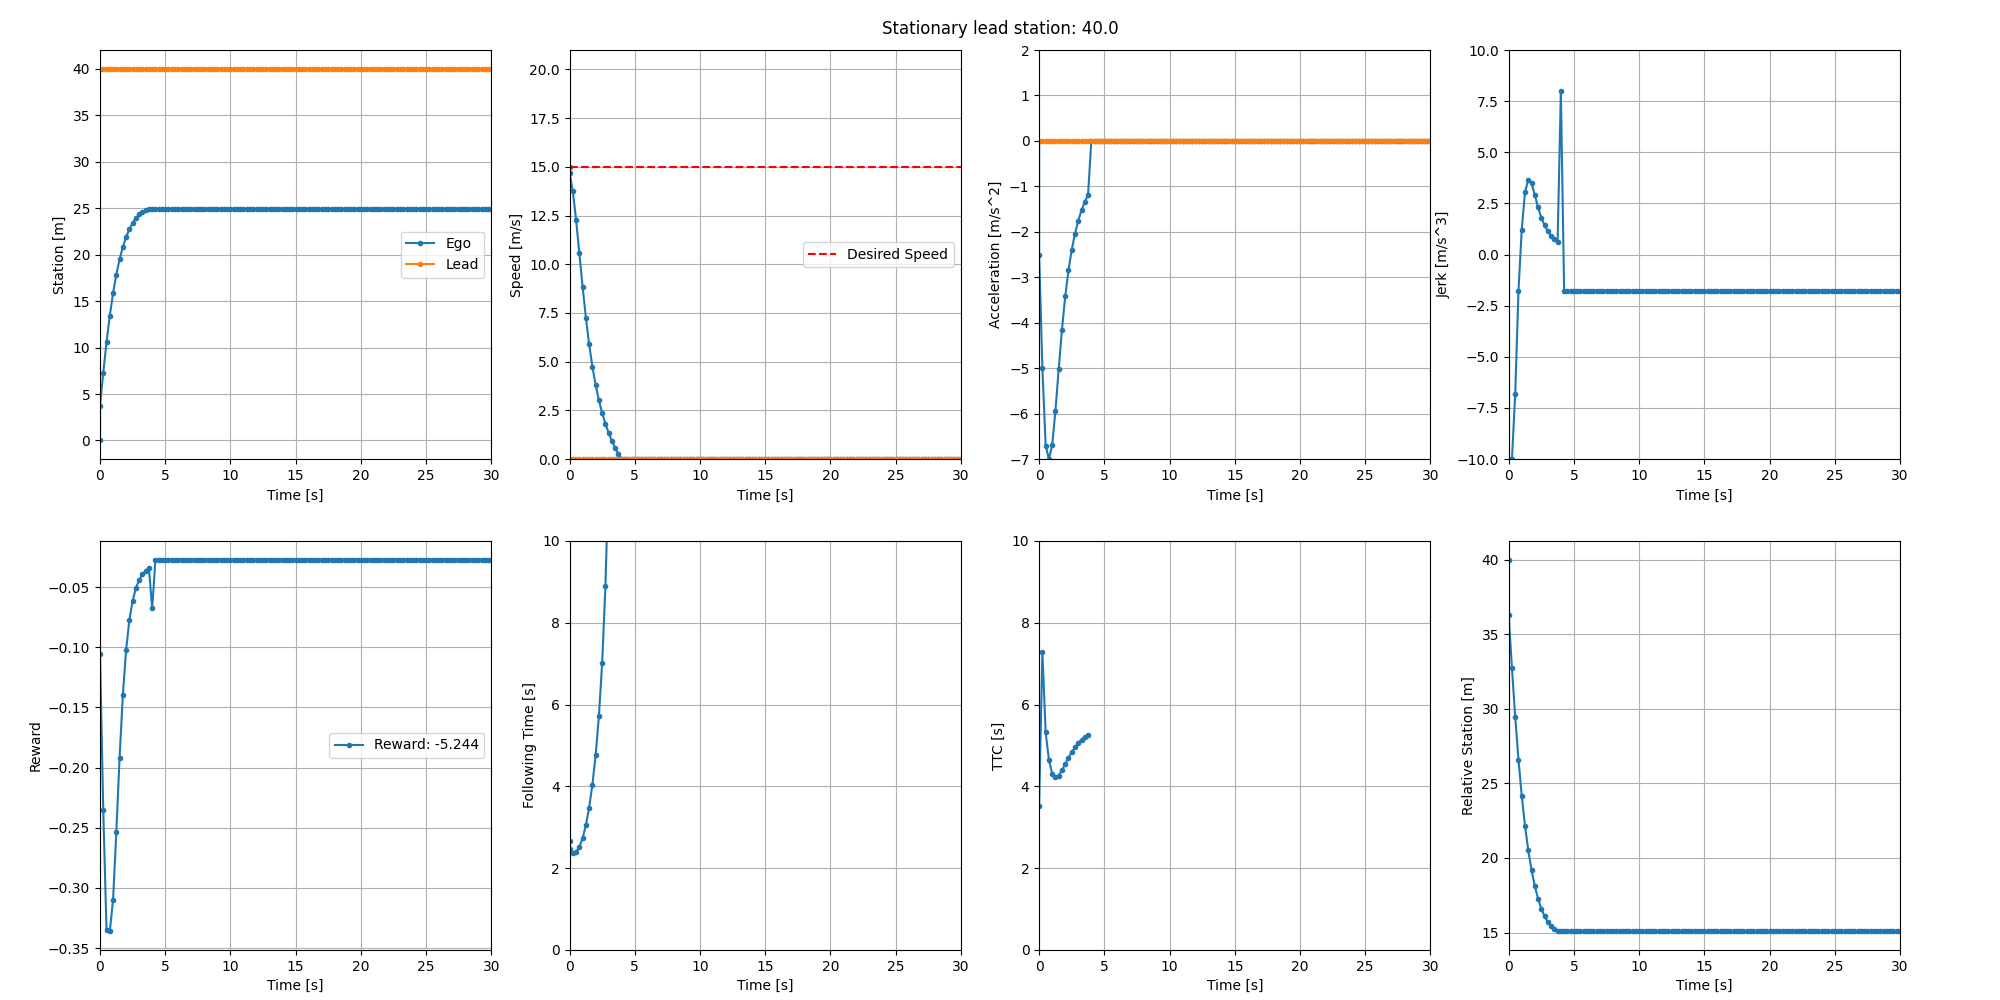 Stationary lead station: 40.0
Station [m]
40
35
30
25
20
15
10
5
0
Ego
Lead
0 5 10 15 20 25 30
Time [s]
Speed [m/s]
20.0
17.5
15.0
12.5
10.0
7.5
5.0
2.5
0.0
Desired Speed
0 5 10 15 20 25 30
Time [s]
Acceleration [m/s^2]
2
1
0
−1
−2
−3
−4
−5
−6
−7
0 5 10 15 20 25 30
Time [s]
Jerk [m/s^3]
10.0
7.5
5.0
2.5
0.0
−2.5
−5.0
−7.5
−10.0
0 5 10 15 20 25 30
Time [s]
Reward
−0.05
−0.10
−0.15
−0.20
−0.25
−0.30
−0.35
Reward: -5.244
0 5 10 15 20 25 30
Time [s]
Following Time [s]
10
8
6
4
2
0
0 5 10 15 20 25 30
Time [s]
TTC [s]
10
8
6
4
2
0
0 5 10 15 20 25 30
Time [s]
Relative Station [m]
40
35
30
25
20
15
0 5 10 15 20 25 30
Time [s]